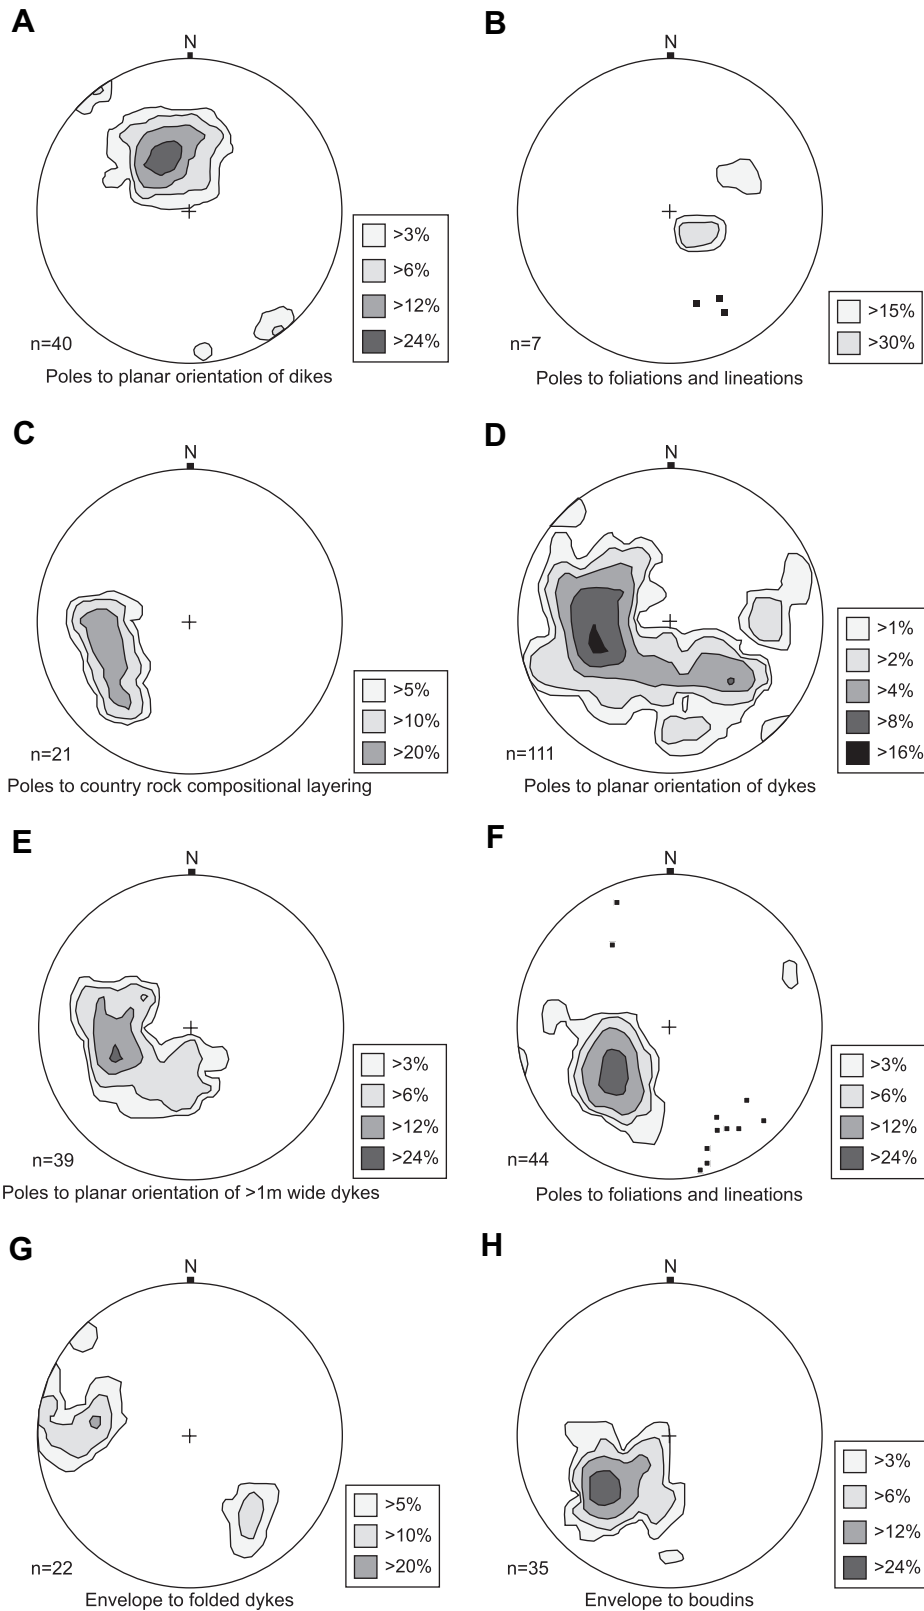 A
N
>3%
>6%
>12%
>24%
n=40
Poles to planar orientation of dikes
B
N
>15%
>30%
n=7
Poles to foliations and lineations
C
N
>5%
>10%
>20%
n=21
Poles to country rock compositional layering
D
N
>1%
>2%
>4%
>8%
>16%
n=111
Poles to planar orientation of dykes
E
N
>3%
>6%
>12%
>24%
n=39
Poles to planar orientation of >1m wide dykes
F
N
>3%
>6%
>12%
>24%
n=44
Poles to foliations and lineations
G
N
>5%
>10%
>20%
n=22
Envelope to folded dykes
H
N
>3%
>6%
>12%
>24%
n=35
Envelope to boudins